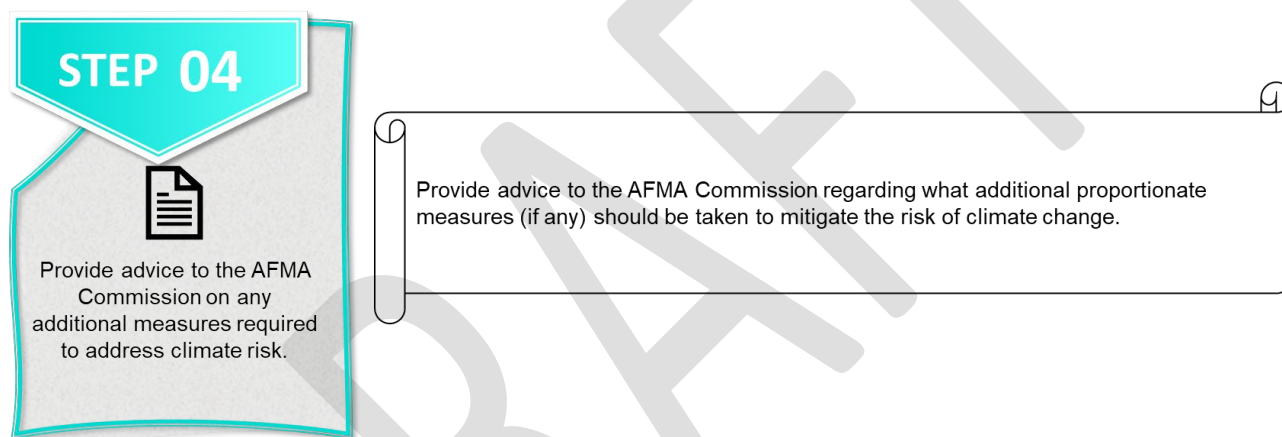 STEP 04
Provide advice to the AFMA
Commission on any
additional measures required
to address climate risk.
Provide advice to the AFMA Commission regarding what additional proportionate
measures (if any) should be taken to mitigate the risk of climate change.